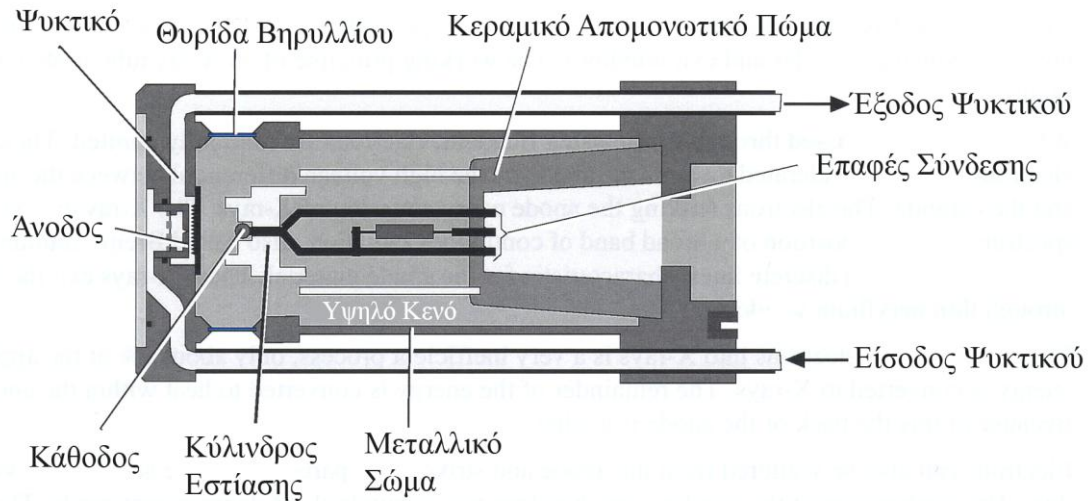 Ψυκτικό
Θυρίδα Βηρυλλίου
Κεραμικό Απομονωτικό Πώμα
Έξοδος Ψυκτικού
Επαφές Σύνδεσης
Άνοδος
Υψηλό Κενό
Είσοδος Ψυκτικού
Κάθοδος
Κύλινδρος
Εστίασης
Μεταλλικό
Σώμα